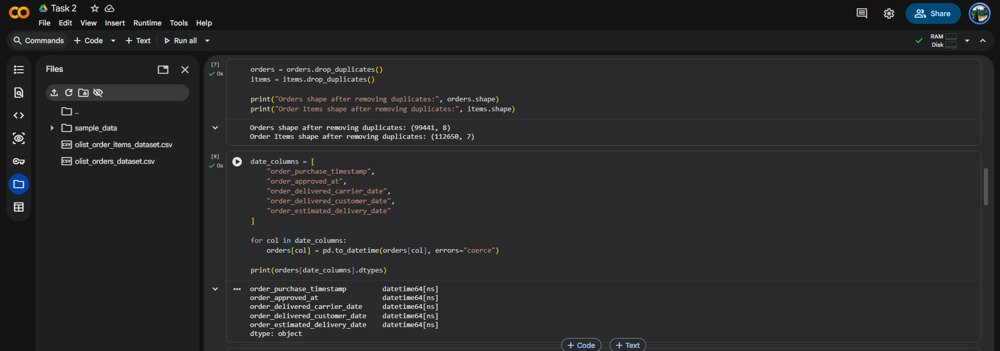 Task 2
File Edit View Insert Runtime Tools Help
Share
Commands + Code + Text Run all
RAM
Disk
Files
..
sample_data
CSV olist_order_items_dataset.csv
CSV olist_orders_dataset.csv
[7]
0s
orders = orders.drop_duplicates()
items = items.drop_duplicates()
print("Orders shape after removing duplicates:", orders.shape)
print("Order Items shape after removing duplicates:", items.shape)
Orders shape after removing duplicates: (99441, 8)
Order Items shape after removing duplicates: (112650, 7)
[8]
0s
date_columns = [
    "order_purchase_timestamp",
    "order_approved_at",
    "order_delivered_carrier_date",
    "order_delivered_customer_date",
    "order_estimated_delivery_date"
]
for col in date_columns:
    orders[col] = pd.to_datetime(orders[col], errors="coerce")
print(orders[date_columns].dtypes)
order_purchase_timestamp datetime64[ns]
order_approved_at datetime64[ns]
order_delivered_carrier_date datetime64[ns]
order_delivered_customer_date datetime64[ns]
order_estimated_delivery_date datetime64[ns]
dtype: object
+ Code + Text